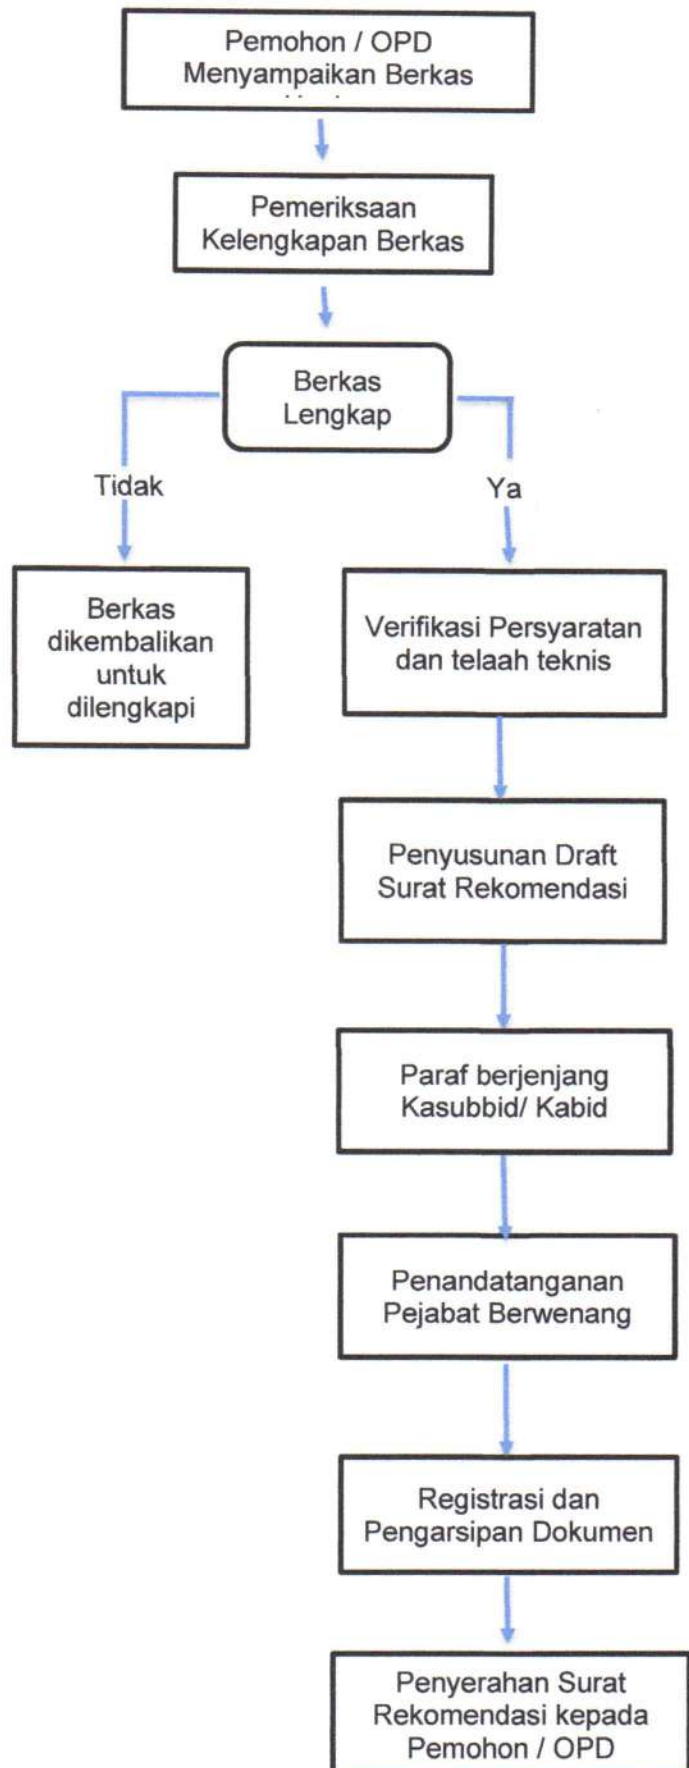 Pemohon / OPD
Menyampaikan Berkas
Pemeriksaan
Kelengkapan Berkas
Berkas
Lengkap
Tidak
Ya
Berkas
dikembalikan
untuk
dilengkapi
Verifikasi Persyaratan
dan telaah teknis
Penyusunan Draft
Surat Rekomendasi
Paraf berjenjang
Kasubbid/ Kabid
Penandatanganan
Pejabat Berwenang
Registrasi dan
Pengarsipan Dokumen
Penyerahan Surat
Rekomendasi kepada
Pemohon / OPD